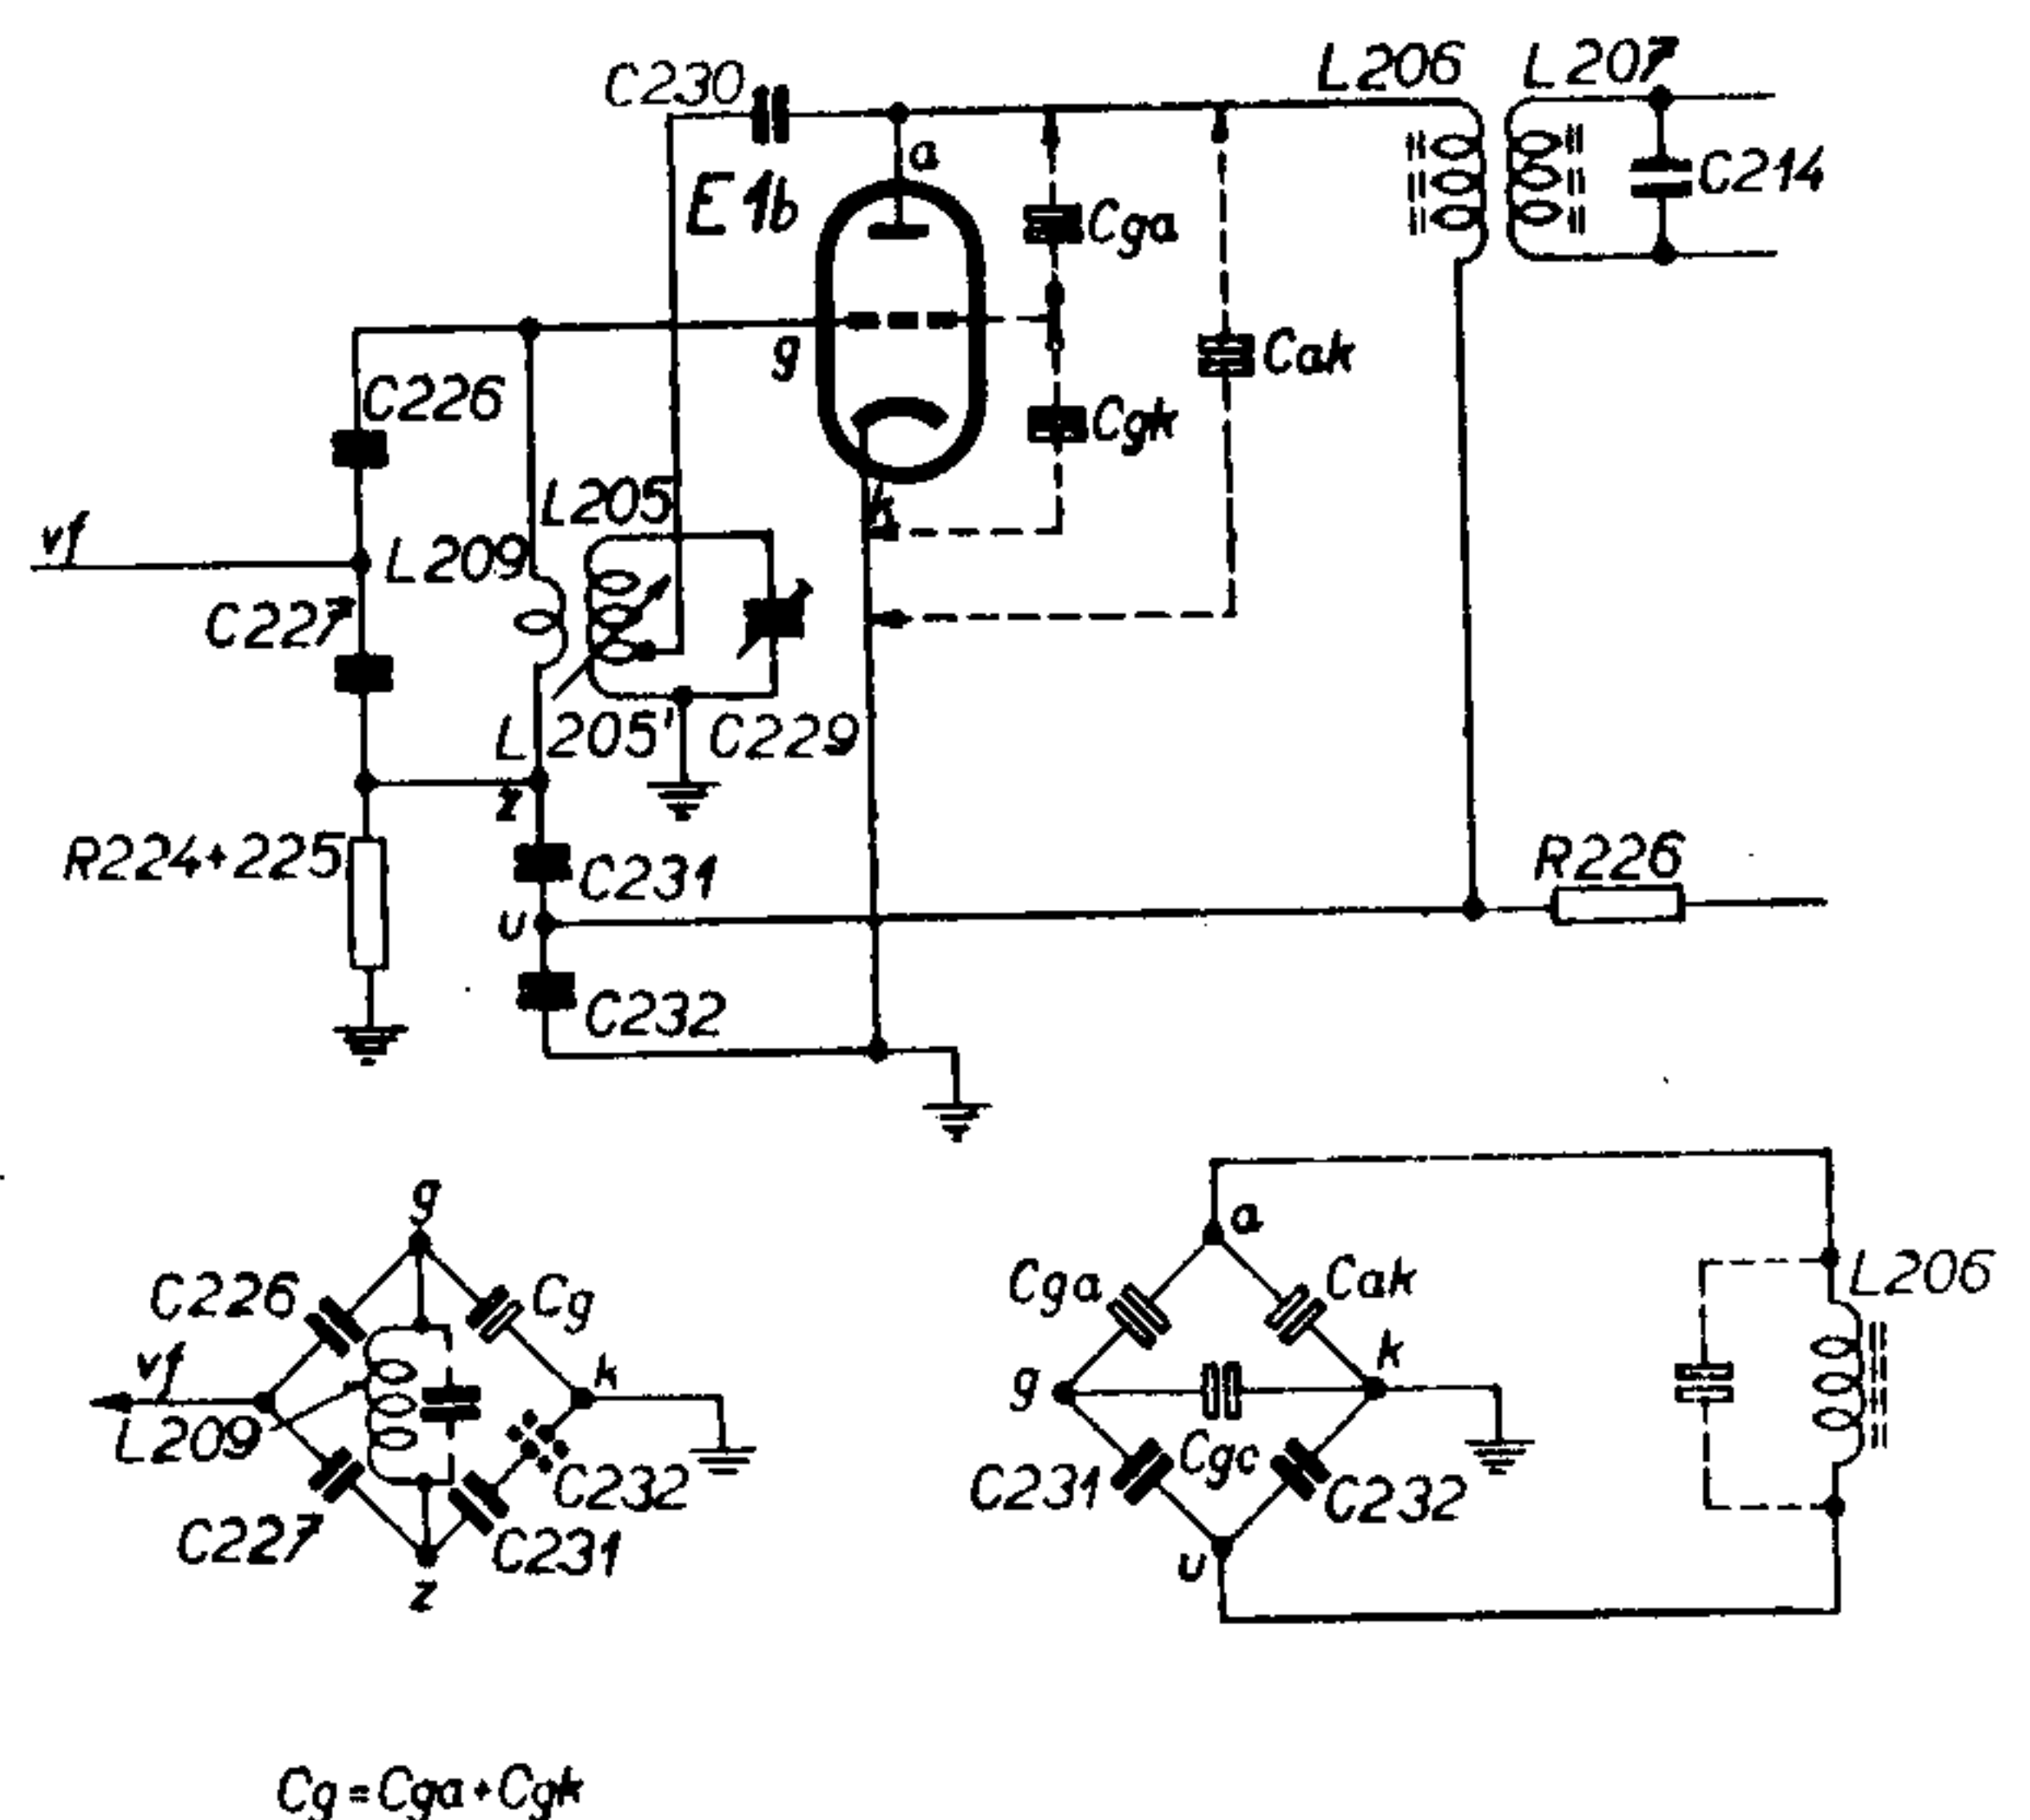 C230
L206
L207
a
C214
E1b
Cga
g
Cak
C226
Cgk
L205
k
vf
L209
C227
L205'
C229
z
R224+225
C231
R226
u
C232
g
a
C226
Cg
Cga
Cak
L206
vf
k
g
k
L209
Cgc
C232
C231
C232
C227
C231
u
z
Cg = Cga + Cgk